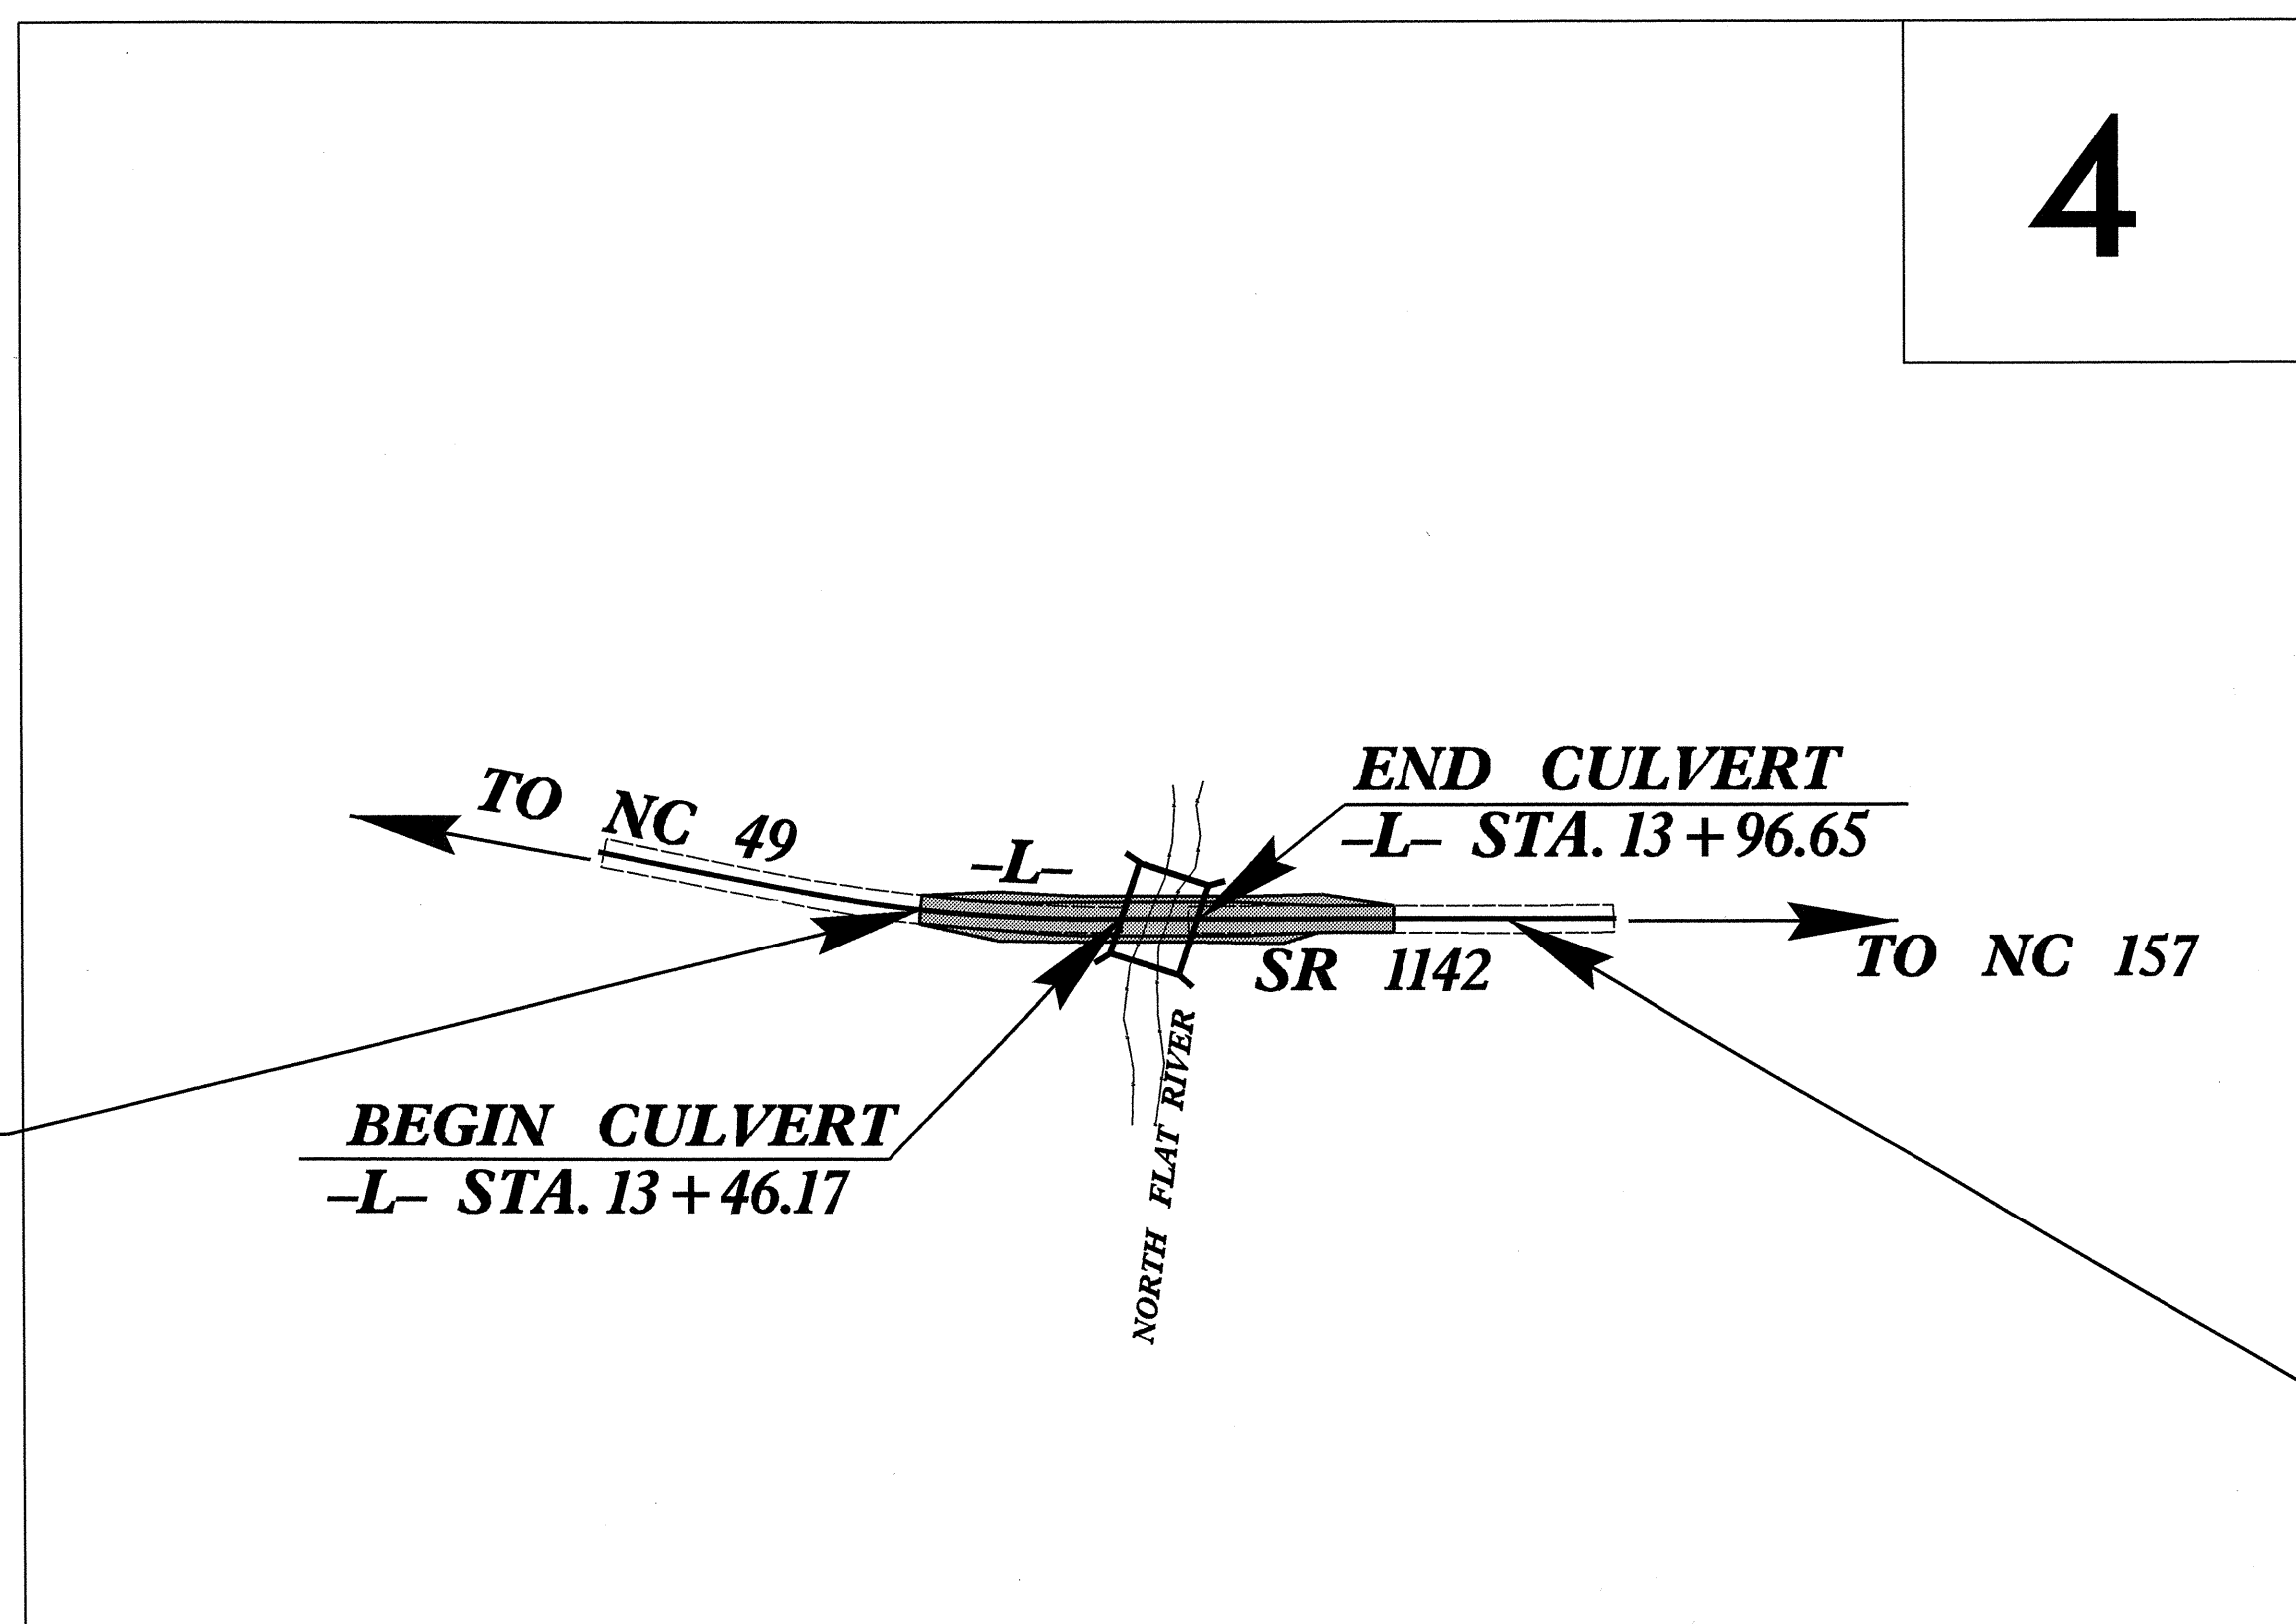 4
END CULVERT
-L- STA. 13+96.65
TO NC 49
-L-
TO NC 157
SR 1142
NORTH FLAT RIVER
BEGIN CULVERT
-L- STA. 13+46.17